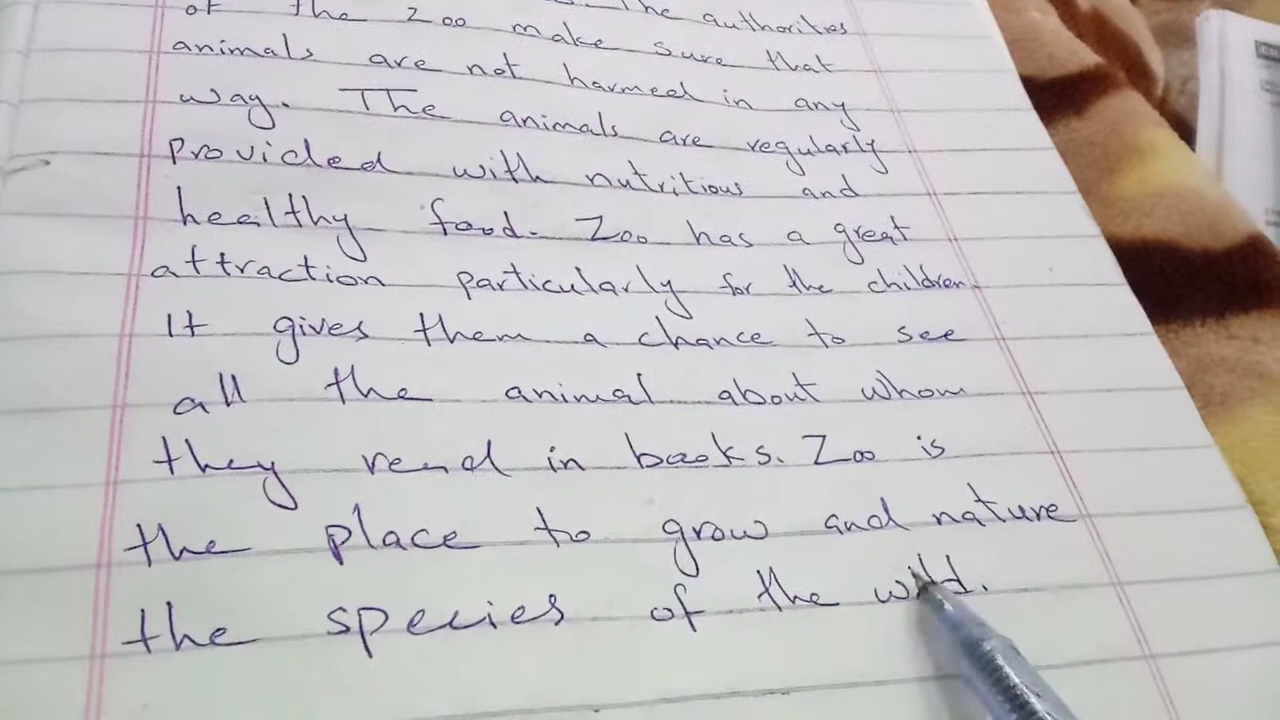 The authorities
of the Zoo make sure that
animals are not harmed in any
way. The animals are regularly
Provided with nutritious and
healthy food. Zoo has a great
attraction particularly for the children.
It gives them a chance to see
all the animal about whom
they read in books. Zoo is
the place to grow and nature
the species of the wild.